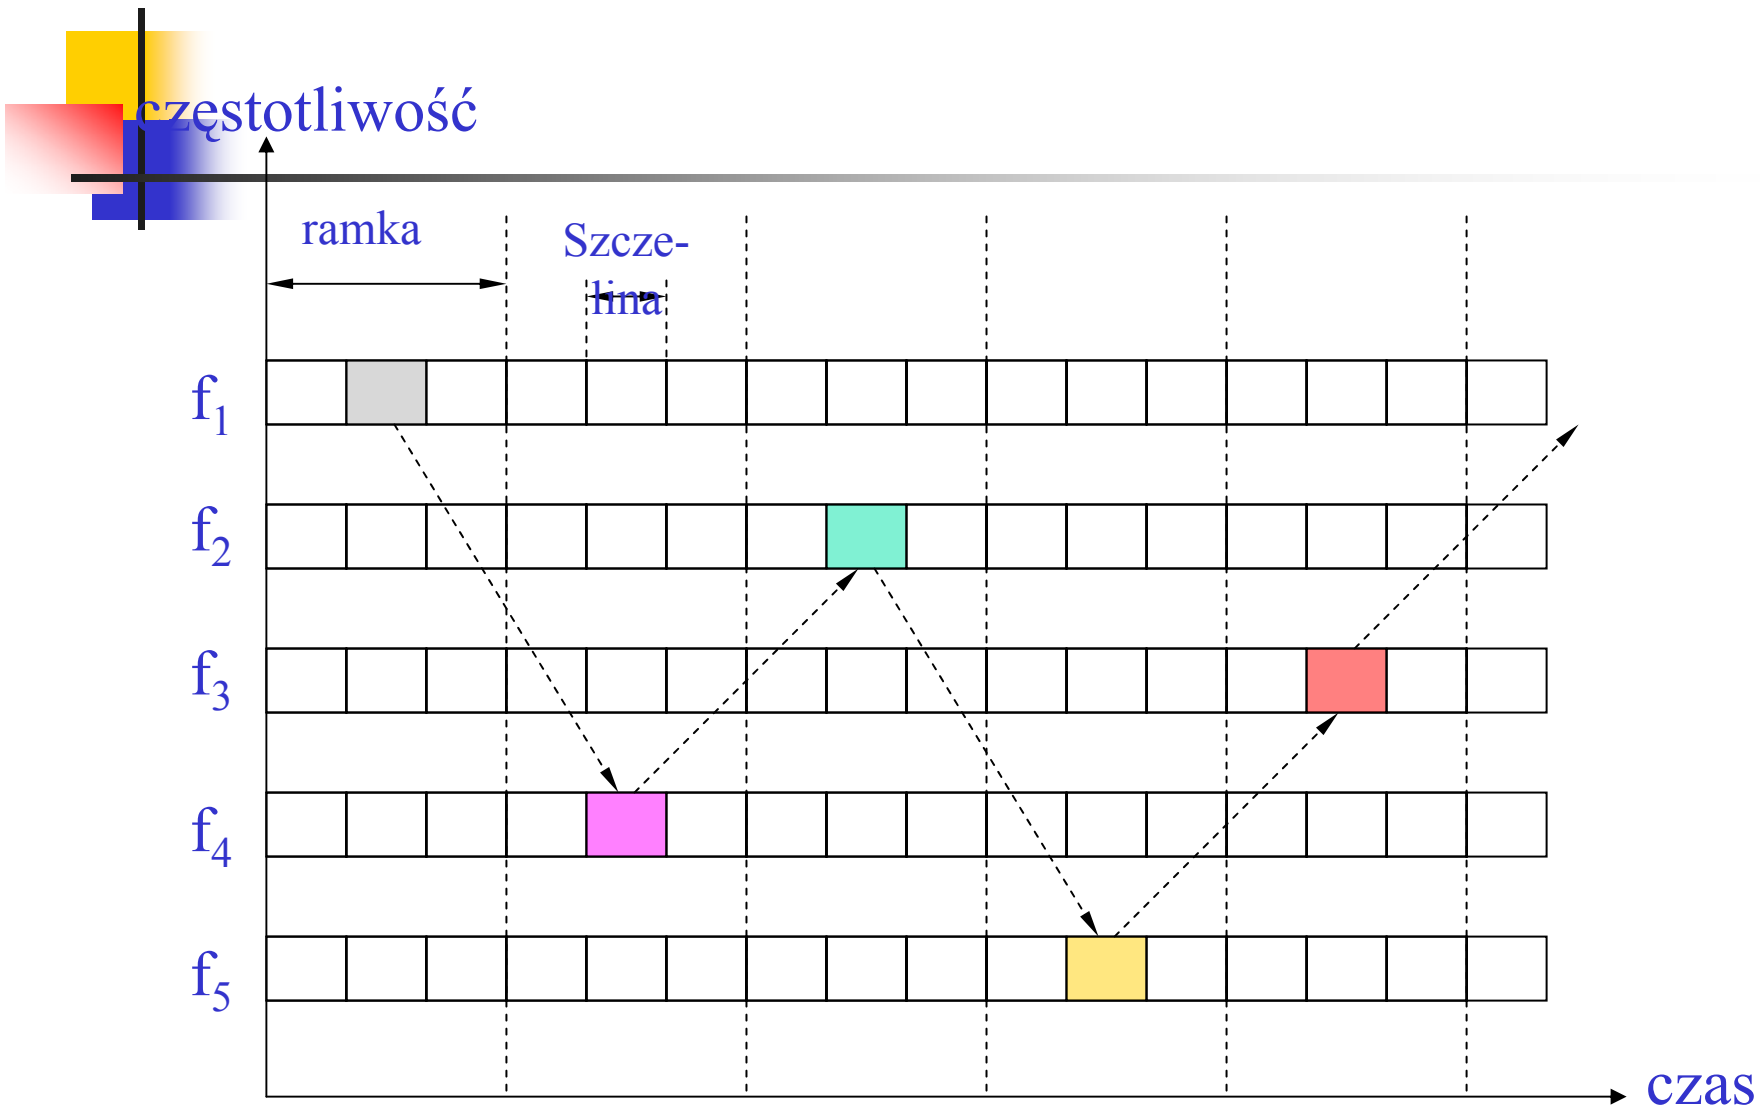 częstotliwość
ramka
Szcze-
lina
f1
f2
f3
f4
f5
czas